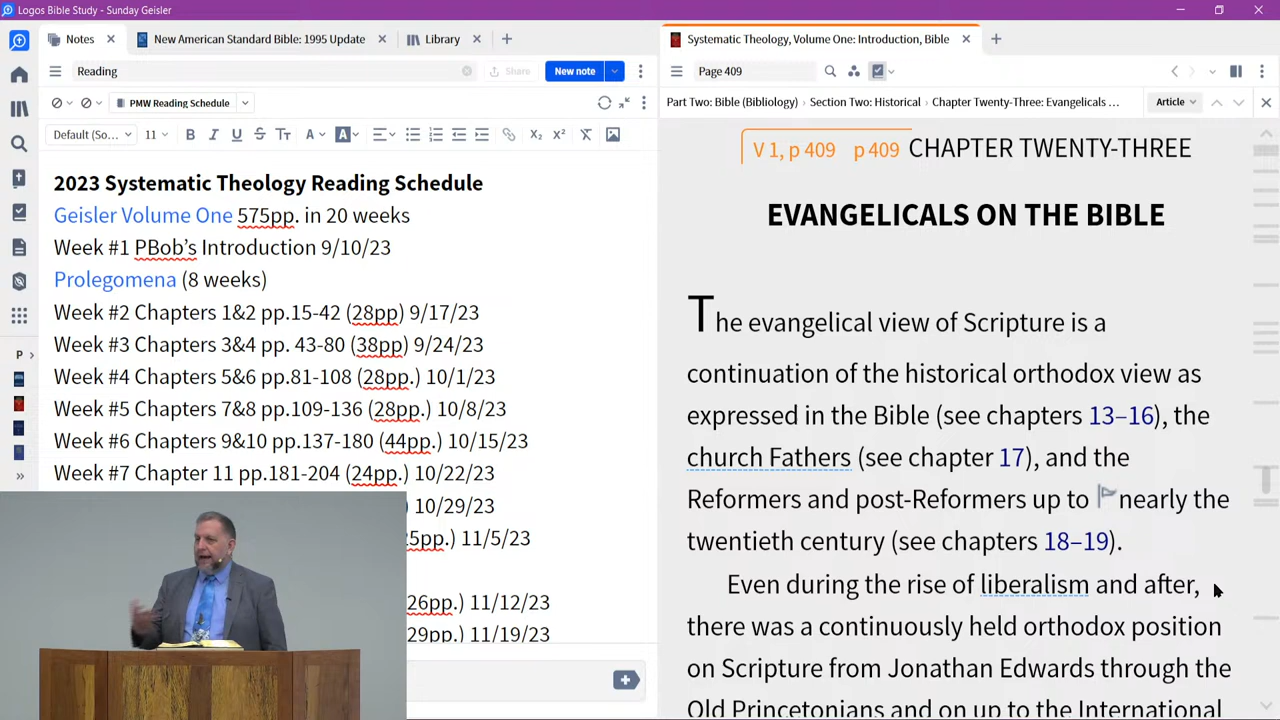 Logos Bible Study - Sunday Geisler
Notes
New American Standard Bible: 1995 Update
Library
Systematic Theology, Volume One: Introduction, Bible
Reading
Share
New note
Page 409
PMW Reading Schedule
Part Two: Bible (Bibliology) › Section Two: Historical › Chapter Twenty-Three: Evangelicals ...
Article
Default (So...
11
B I U S Tт A A X₂ X²
2023 Systematic Theology Reading Schedule
Geisler Volume One 575pp. in 20 weeks
Week #1 PBob’s Introduction 9/10/23
Prolegomena (8 weeks)
Week #2 Chapters 1&2 pp.15-42 (28pp) 9/17/23
Week #3 Chapters 3&4 pp. 43-80 (38pp) 9/24/23
Week #4 Chapters 5&6 pp.81-108 (28pp.) 10/1/23
Week #5 Chapters 7&8 pp.109-136 (28pp.) 10/8/23
Week #6 Chapters 9&10 pp.137-180 (44pp.) 10/15/23
Week #7 Chapter 11 pp.181-204 (24pp.) 10/22/23
) 10/29/23
5pp.) 11/5/23
26pp.) 11/12/23
29pp.) 11/19/23
P
V 1, p 409 p 409 CHAPTER TWENTY-THREE
EVANGELICALS ON THE BIBLE
The evangelical view of Scripture is a
continuation of the historical orthodox view as
expressed in the Bible (see chapters 13–16), the
church Fathers (see chapter 17), and the
Reformers and post-Reformers up to nearly the
twentieth century (see chapters 18–19).
Even during the rise of liberalism and after,
there was a continuously held orthodox position
on Scripture from Jonathan Edwards through the
Old Princetonians and on up to the International